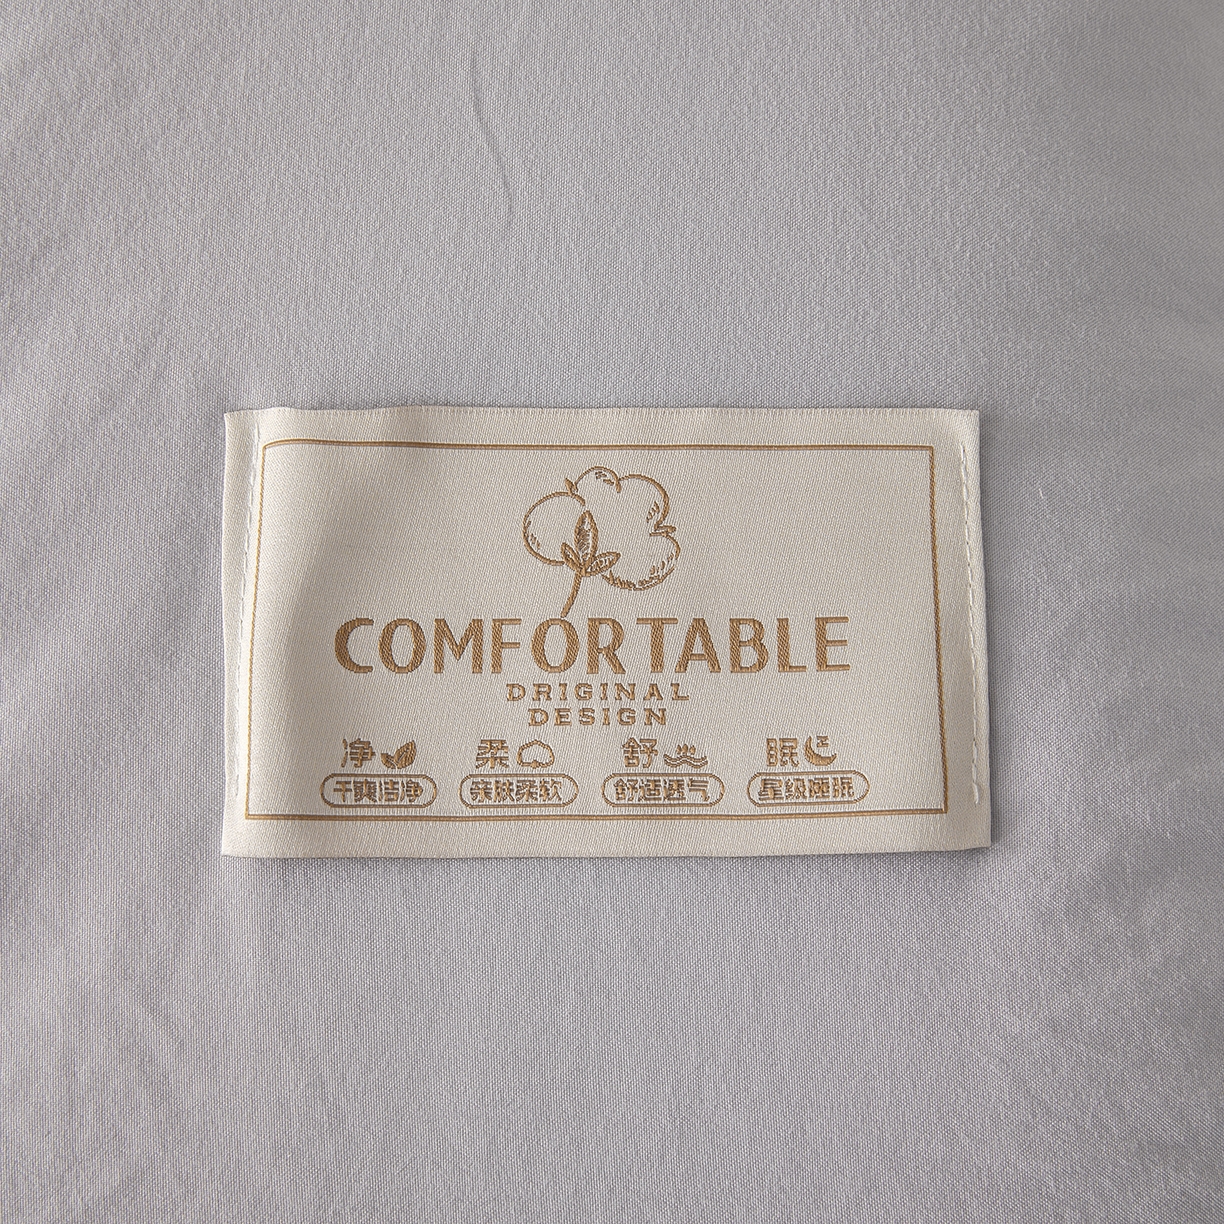 COMFORTABLE
ORIGINAL
DESIGN
净 柔 舒 眠
干爽洁净 亲肤柔软 舒适透气 星级睡眠